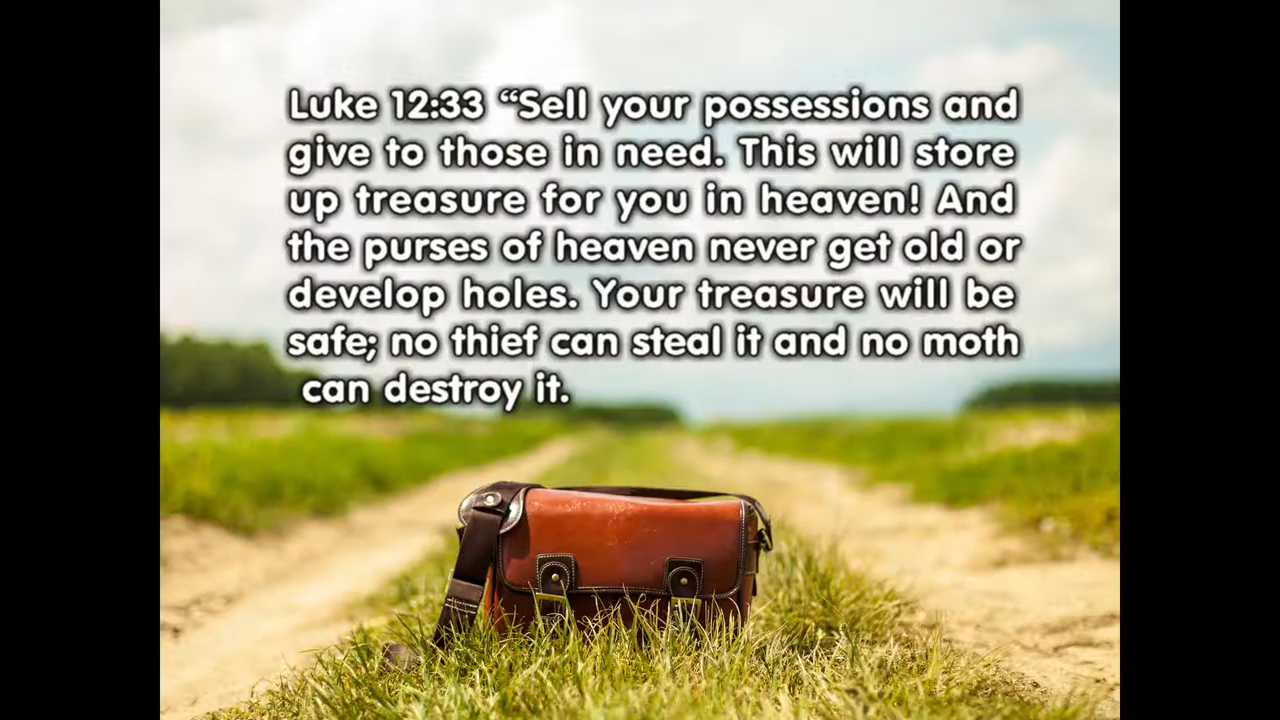 Luke 12:33 “Sell your possessions and
give to those in need. This will store
up treasure for you in heaven! And
the purses of heaven never get old or
develop holes. Your treasure will be
safe; no thief can steal it and no moth
can destroy it.